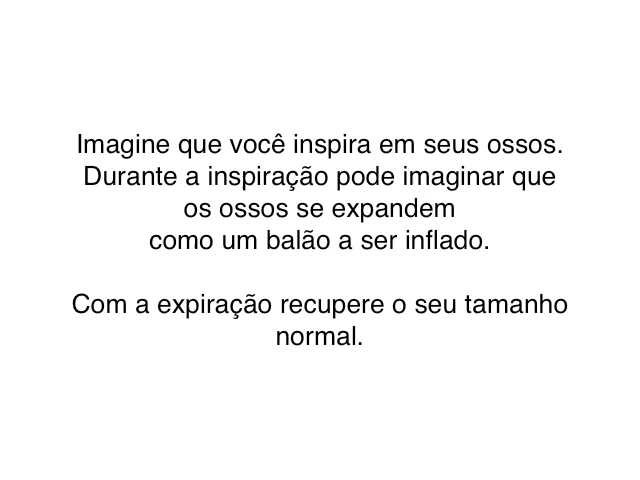 Imagine que você inspira em seus ossos.
Durante a inspiração pode imaginar que
os ossos se expandem
como um balão a ser inflado.
Com a expiração recupere o seu tamanho
normal.